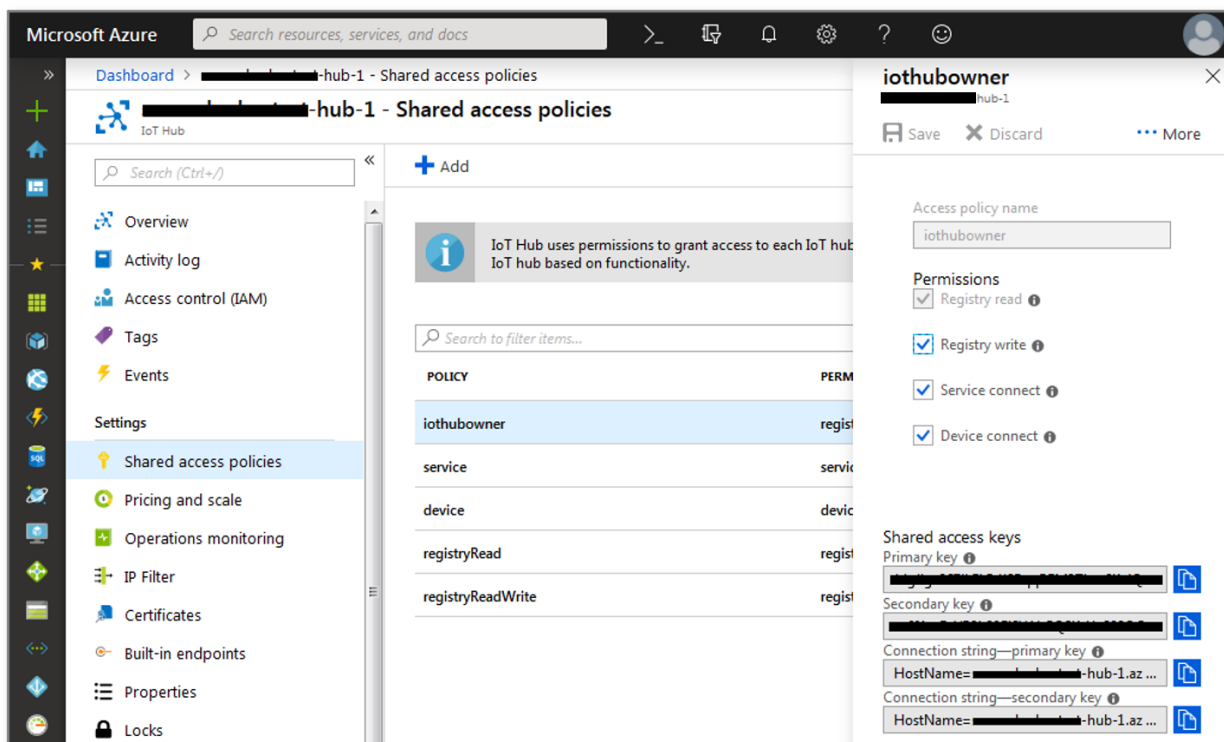 Microsoft Azure
Search resources, services, and docs
Dashboard > -hub-1 - Shared access policies
-hub-1 - Shared access policies
IoT Hub
Search (Ctrl+/)
Overview
Activity log
Access control (IAM)
Tags
Events
Settings
Shared access policies
Pricing and scale
Operations monitoring
IP Filter
Certificates
Built-in endpoints
Properties
Locks
Add
IoT Hub uses permissions to grant access to each IoT hub
IoT hub based on functionality.
Search to filter items...
POLICY PERM
iothubowner regist
service servic
device devic
registryRead regist
registryReadWrite regist
iothubowner
hub-1
Save Discard ... More
Access policy name
iothubowner
Permissions
Registry read
Registry write
Service connect
Device connect
Shared access keys
Primary key
Secondary key
Connection string—primary key
HostName= -hub-1.az ...
Connection string—secondary key
HostName= -hub-1.az ...